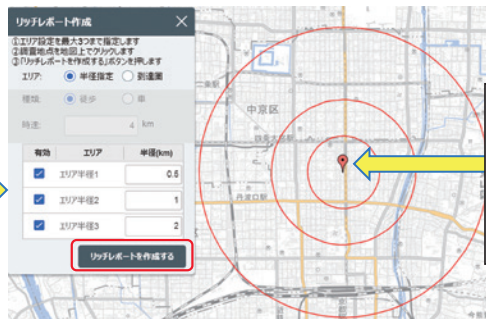 リッチレポート作成 ×
①エリア設定を最大3つまで指定します
②調査地点を地図上でクリックします
③「リッチレポートを作成する」ボタンを押します
エリア: 半径指定 到達圏
種類: 徒歩 車
時速: 4 km
有効 エリア 半径(km)
エリア半径1 0.5
エリア半径2 1
エリア半径3 2
リッチレポートを作成する
中京区
丹波口駅